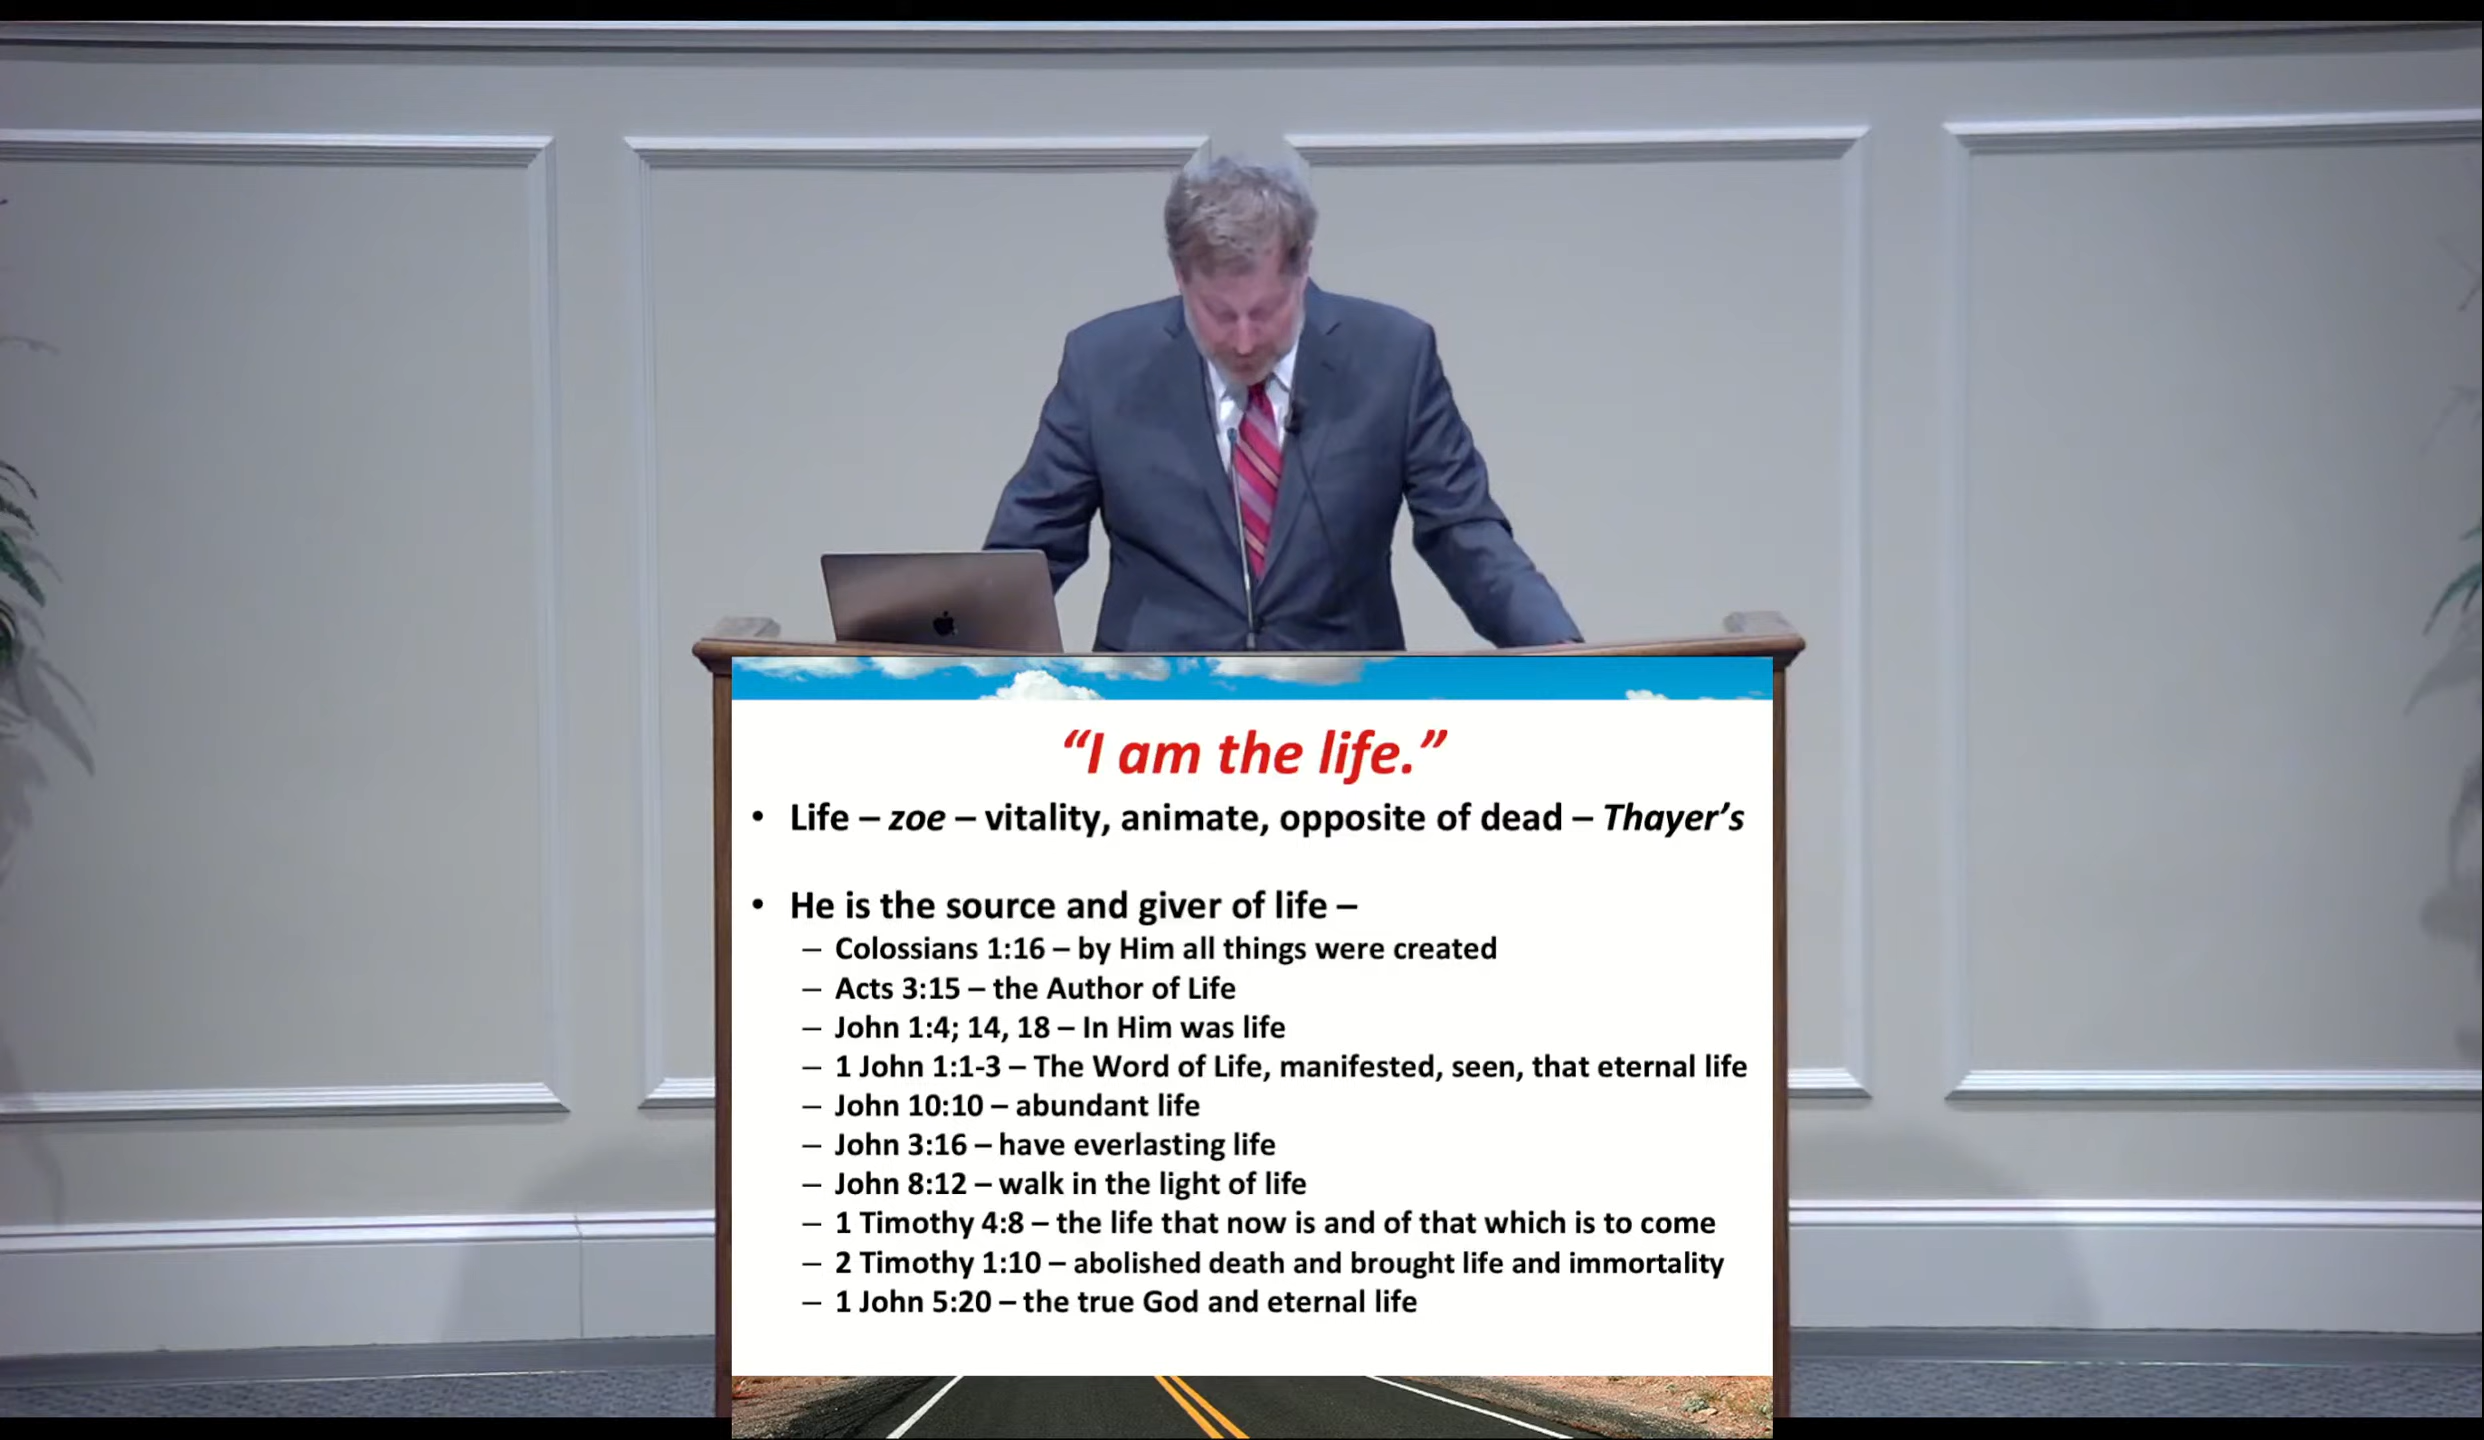 “I am the life.”
• Life – zoe – vitality, animate, opposite of dead – Thayer’s
• He is the source and giver of life –
– Colossians 1:16 – by Him all things were created
– Acts 3:15 – the Author of Life
– John 1:4; 14, 18 – In Him was life
– 1 John 1:1-3 – The Word of Life, manifested, seen, that eternal life
– John 10:10 – abundant life
– John 3:16 – have everlasting life
– John 8:12 – walk in the light of life
– 1 Timothy 4:8 – the life that now is and of that which is to come
– 2 Timothy 1:10 – abolished death and brought life and immortality
– 1 John 5:20 – the true God and eternal life